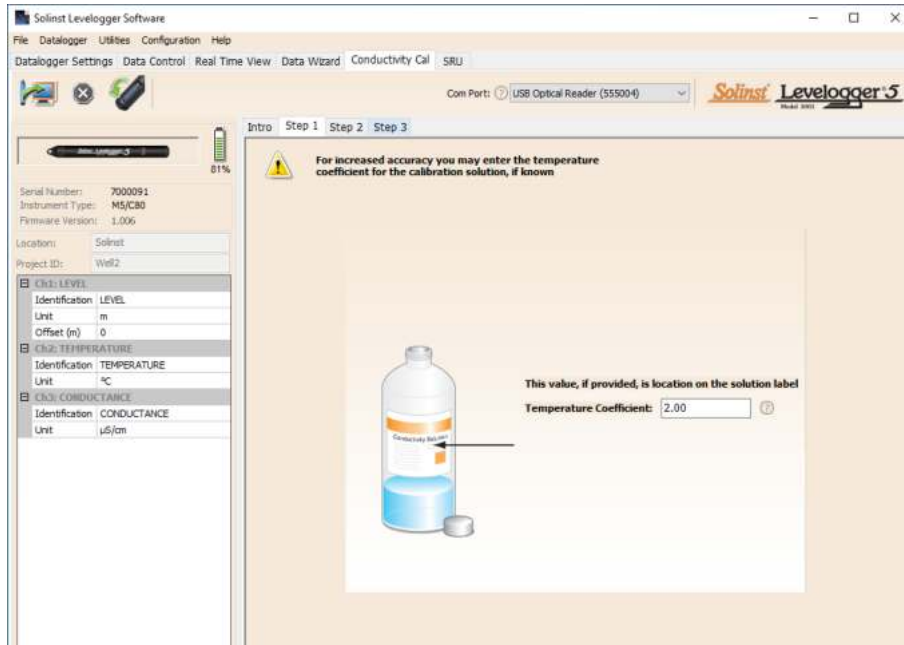 Solinst Levelogger Software
File Datalogger Utilities Configuration Help
Datalogger Settings Data Control Real Time View Data Wizard Conductivity Cal SRU
Com Port: ? USB Optical Reader (555004)
Solinst Levelogger 5
Intro Step 1 Step 2 Step 3
81%
For increased accuracy you may enter the temperature
coefficient for the calibration solution, if known
Serial Number: 7000091
Instrument Type: M5/C80
Firmware Version: 1.006
Location: Solinst
Project ID: Well2
Ch1: LEVEL
Identification LEVEL
Unit m
Offset (m) 0
Ch2: TEMPERATURE
Identification TEMPERATURE
Unit °C
Ch3: CONDUCTANCE
Identification CONDUCTANCE
Unit µS/cm
This value, if provided, is location on the solution label
Temperature Coefficient: 2.00 ?
Conductivity Solution